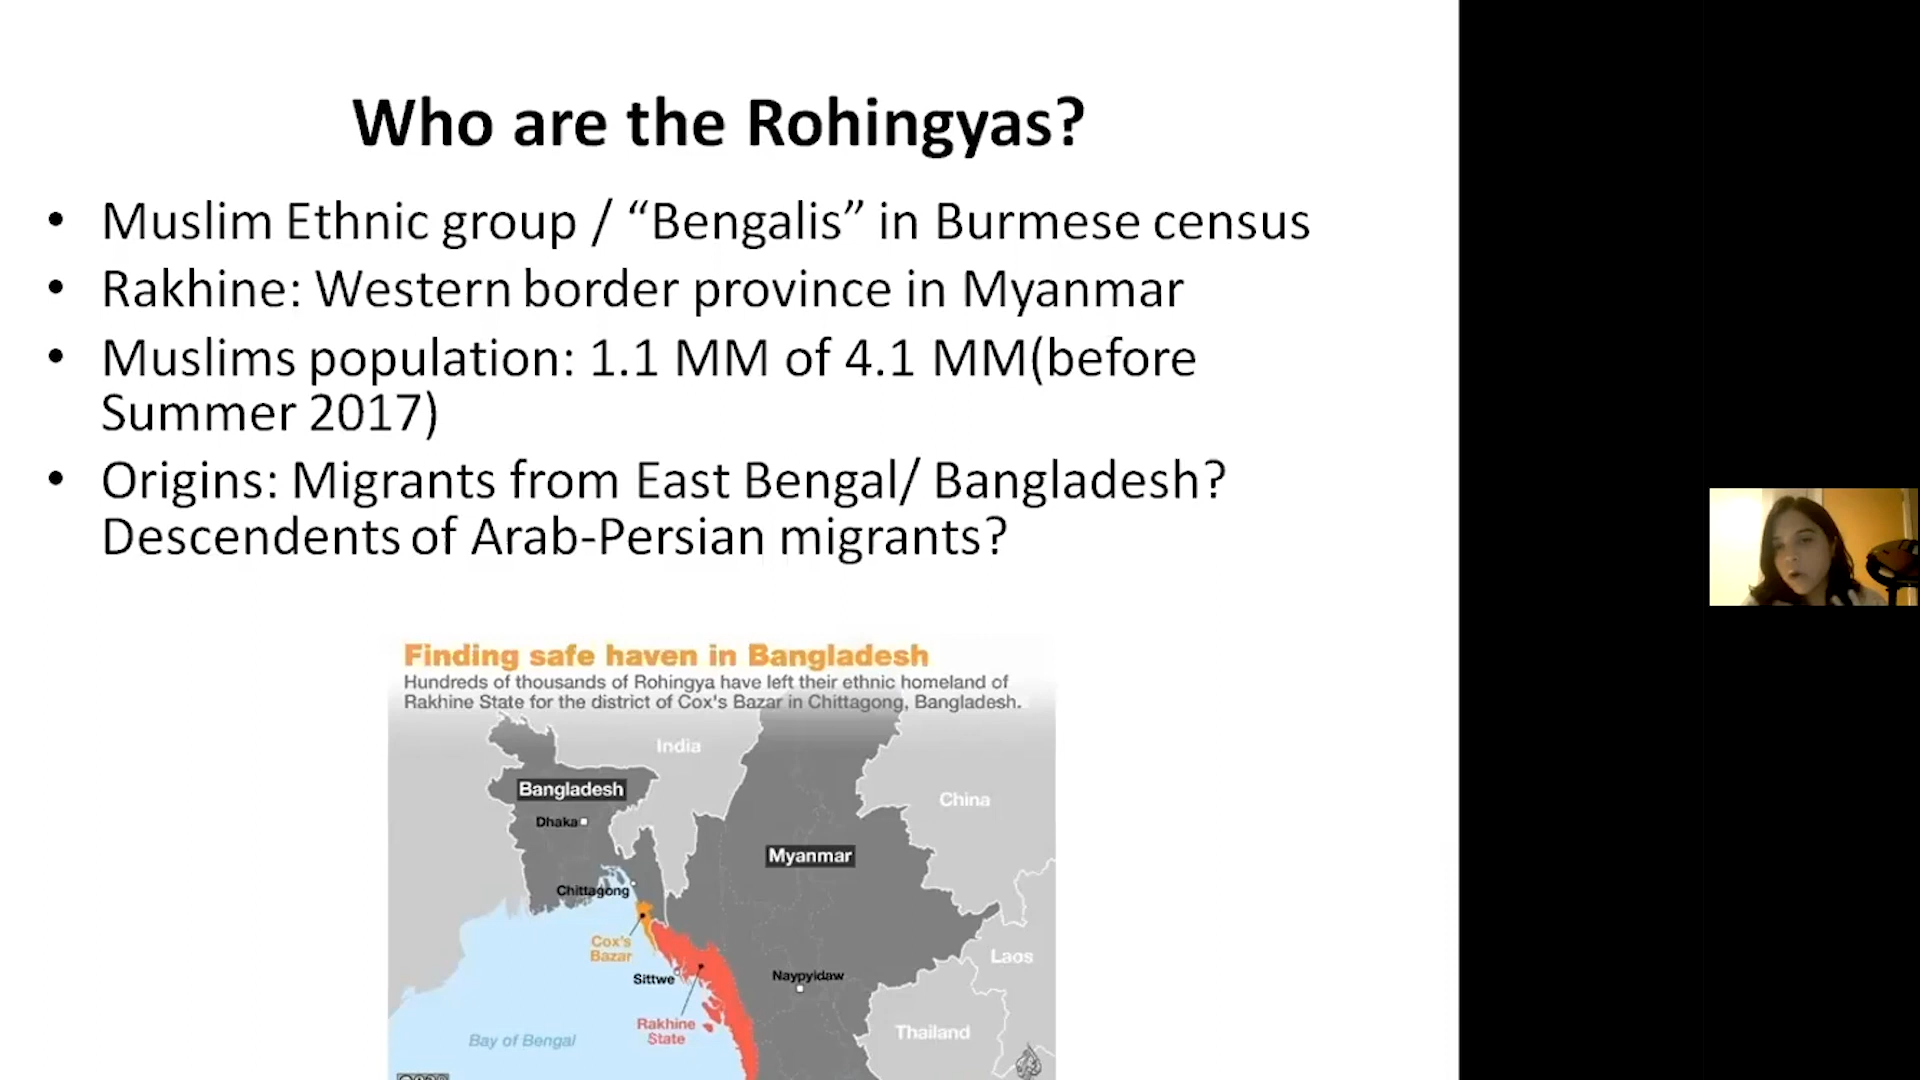 Who are the Rohingyas?
• Muslim Ethnic group / “Bengalis” in Burmese census
• Rakhine: Western border province in Myanmar
• Muslims population: 1.1 MM of 4.1 MM(before
Summer 2017)
• Origins: Migrants from East Bengal/ Bangladesh?
Descendents of Arab-Persian migrants?
Finding safe haven in Bangladesh
Hundreds of thousands of Rohingya have left their ethnic homeland of
Rakhine State for the district of Cox's Bazar in Chittagong, Bangladesh.
India
Bangladesh
China
Dhaka
Myanmar
Chittagong
Cox's
Bazar
Laos
Sittwe
Naypyidaw
Rakhine
State
Thailand
Bay of Bengal